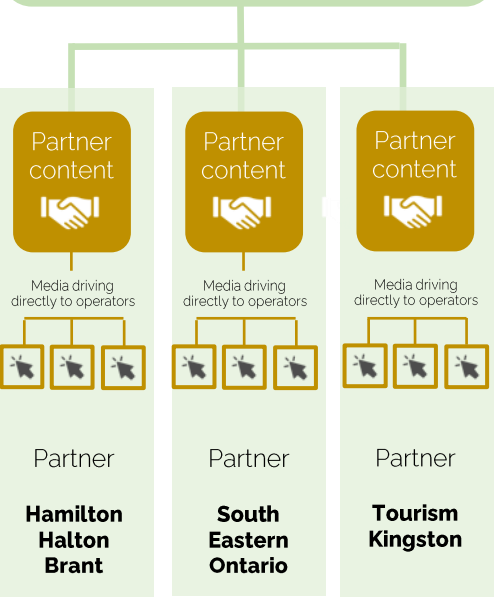 Partner
content
Media driving
directly to operators
Partner
Hamilton
Halton
Brant
Partner
content
Media driving
directly to operators
Partner
South
Eastern
Ontario
Partner
content
Media driving
directly to operators
Partner
Tourism
Kingston